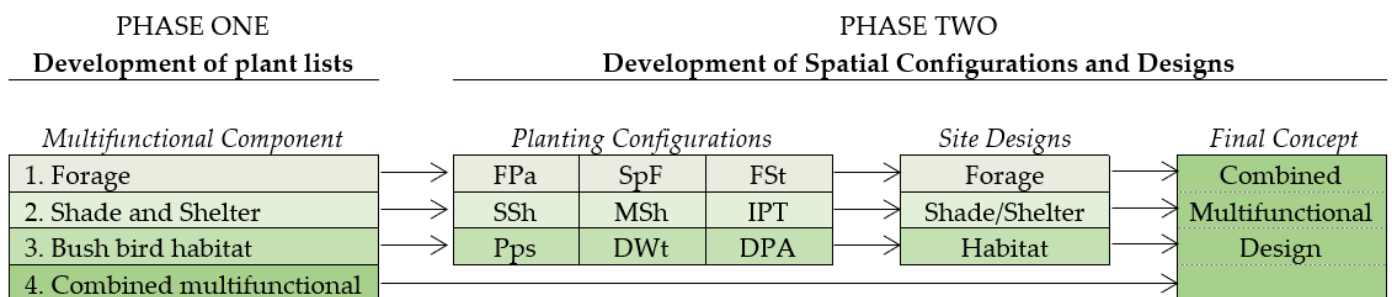 PHASE ONE PHASE TWO
Development of plant lists Development of Spatial Configurations and Designs
Multifunctional Component Planting Configurations Site Designs Final Concept
1. Forage FPa SpF FSt Forage Combined
2. Shade and Shelter SSh MSh IPT Shade/Shelter Multifunctional
3. Bush bird habitat Pps DWt DPA Habitat Design
4. Combined multifunctional